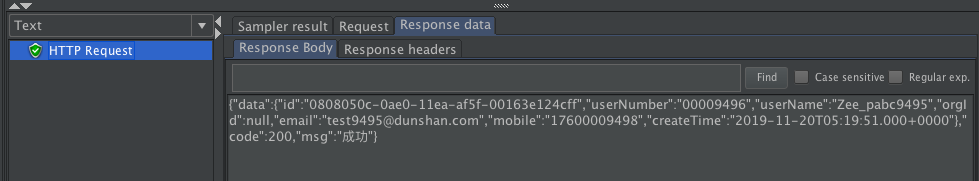 Text
Sampler result Request Response data
HTTP Request
Response Body Response headers
Find Case sensitive Regular exp.
{"data":{"id":"0808050c-0ae0-11ea-af5f-00163e124cff","userNumber":"00009496","userName":"Zee_pabc9495","orgI
d":null,"email":"test9495@dunshan.com","mobile":"17600009498","createTime":"2019-11-20T05:19:51.000+0000"},"
code":200,"msg":"成功"}